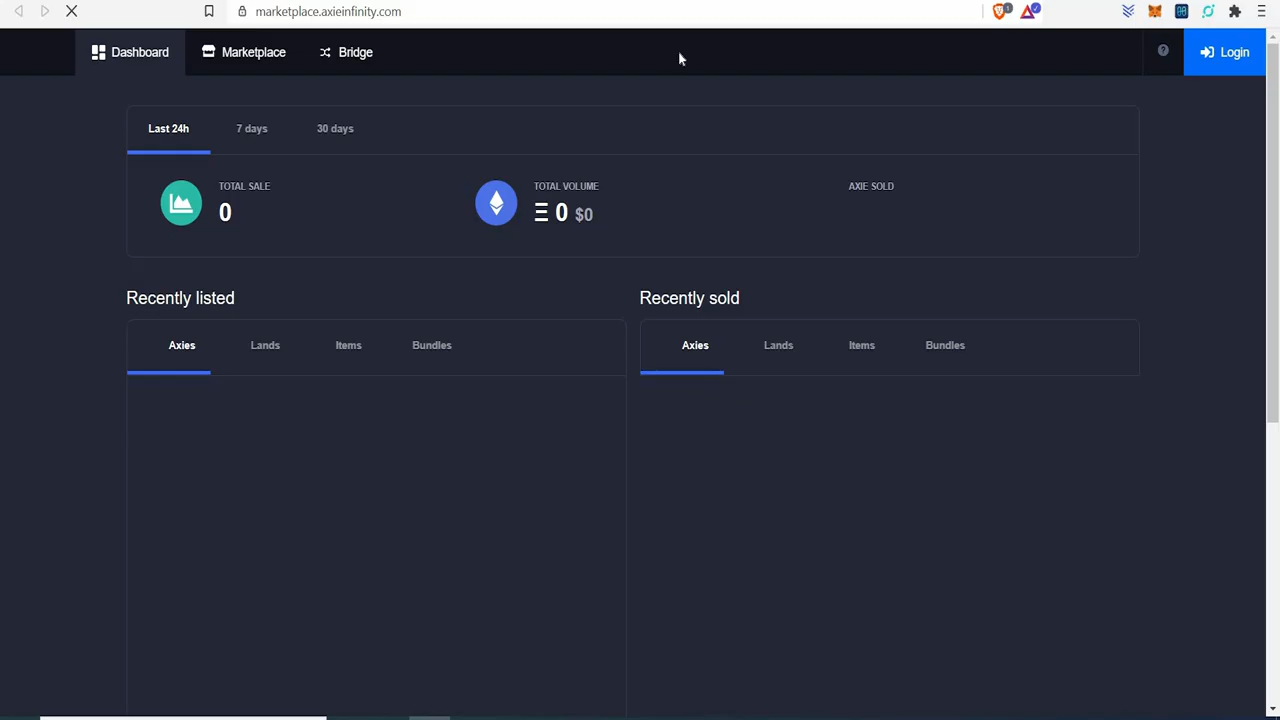 marketplace.axieinfinity.com
1
Dashboard Marketplace Bridge ? Login
Last 24h 7 days 30 days
TOTAL SALE
0
TOTAL VOLUME
Ξ 0 $0
AXIE SOLD
Recently listed
Axies Lands Items Bundles
Recently sold
Axies Lands Items Bundles